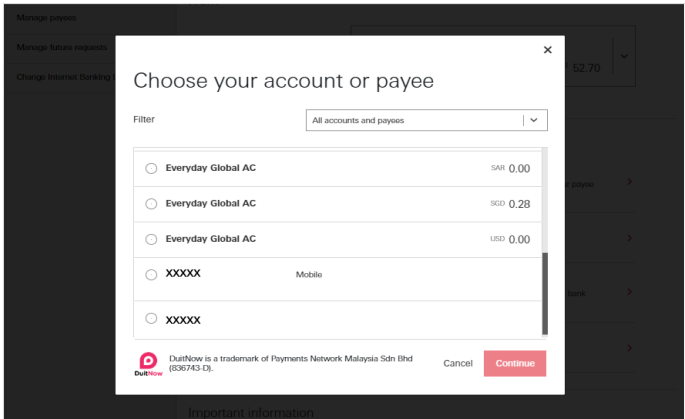 Manage payees
Manage future requests
Change Internet Banking
52.70
×
Choose your account or payee
Filter
All accounts and payees
Everyday Global AC SAR 0.00
Everyday Global AC SGD 0.28
Everyday Global AC USD 0.00
XXXXX Mobile
XXXXX
or payee
bank
DuitNow
DuitNow is a trademark of Payments Network Malaysia Sdn Bhd
(836743-D).
Cancel
Continue
Important information